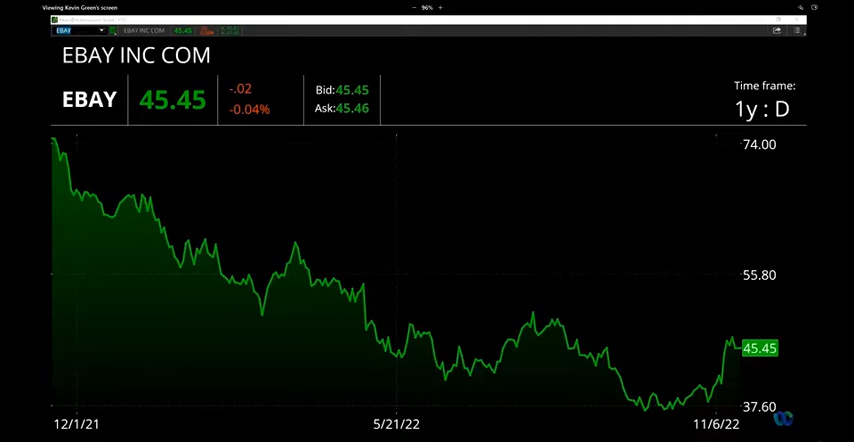 Viewing Kevin Green's screen
96%
EBAY
EBAY INC COM
45.45
EBAY INC COM
EBAY
45.45
-.02
-0.04%
Bid:45.45
Ask:45.46
Time frame:
1y : D
74.00
55.80
45.45
37.60
12/1/21
5/21/22
11/6/22